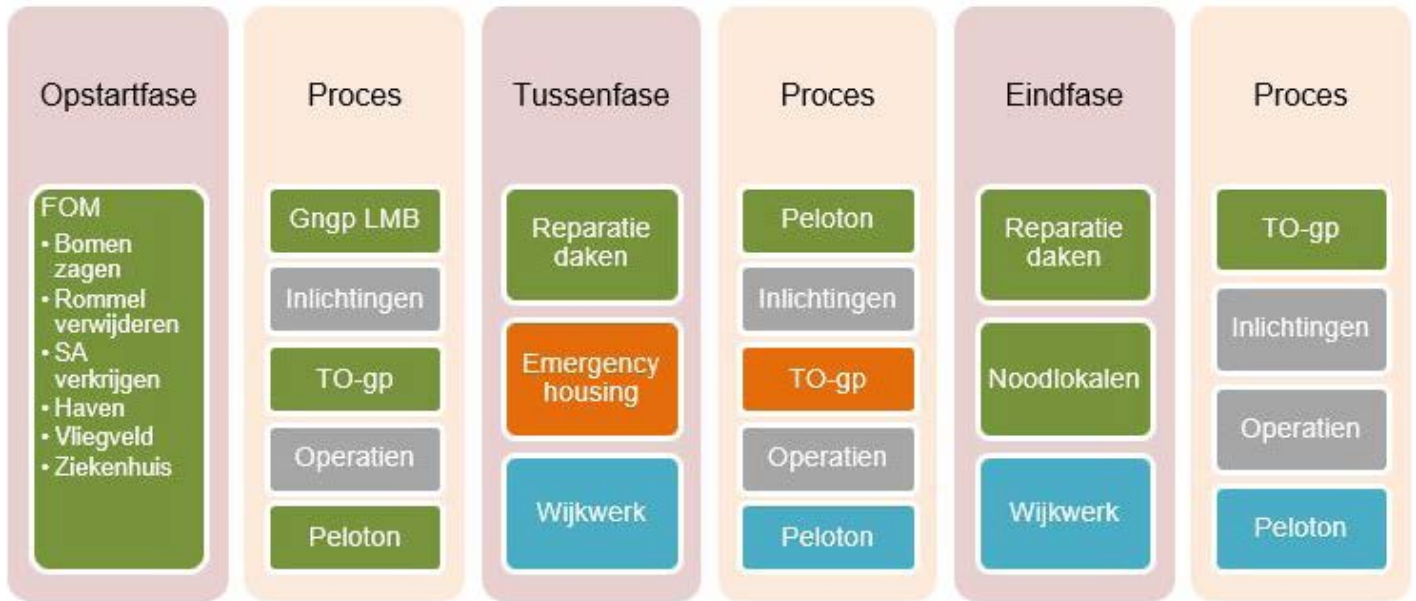 Opstartfase
FOM
• Bomen
zagen
• Rommel
verwijderen
• SA
verkrijgen
• Haven
• Vliegveld
• Ziekenhuis
Proces
Gngp LMB
Inlichtingen
TO-gp
Operatien
Peloton
Tussenfase
Reparatie
daken
Emergency
housing
Wijkwerk
Proces
Peloton
Inlichtingen
TO-gp
Operatien
Peloton
Eindfase
Reparatie
daken
Noodlokalen
Wijkwerk
Proces
TO-gp
Inlichtingen
Operatien
Peloton